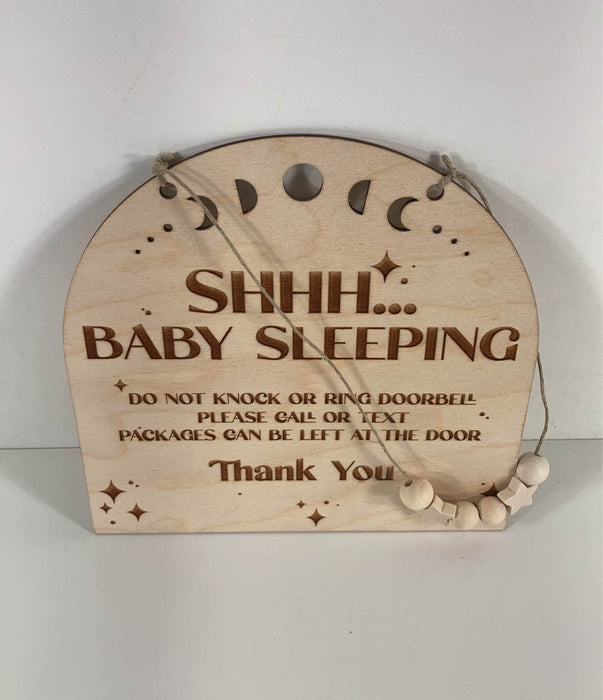 SHHH...
BABY SLEEPING
DO NOT KNOCK OR RING DOORBELL
PLEASE CALL OR TEXT
PACKAGES CAN BE LEFT AT THE DOOR
Thank You